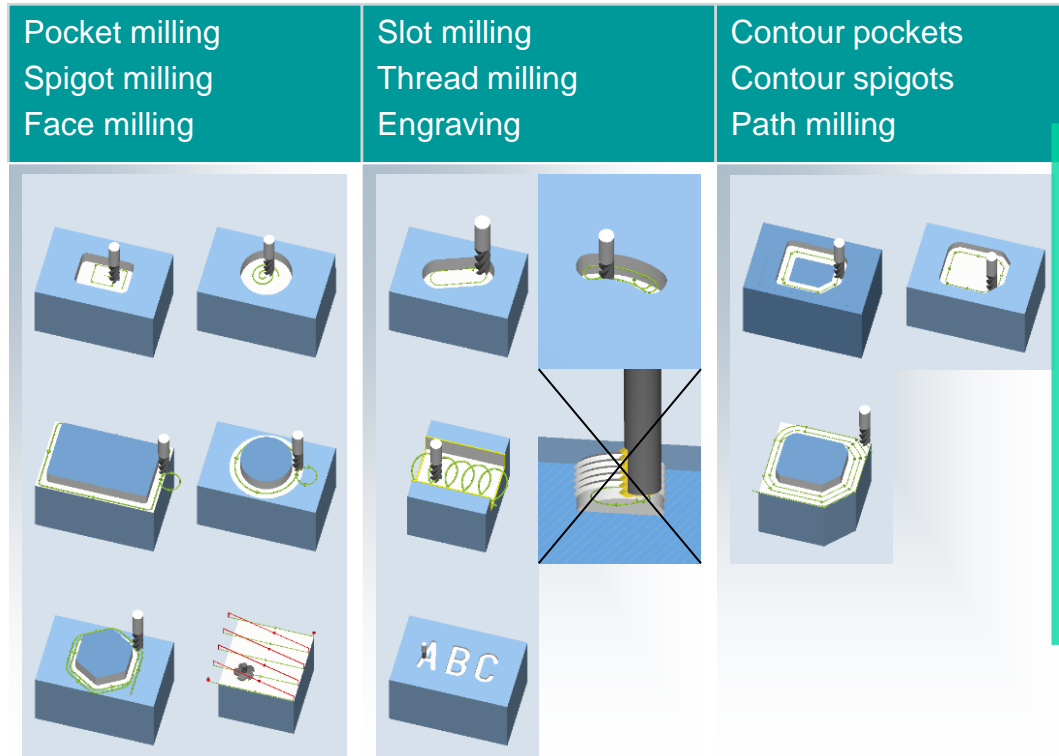 Pocket milling
Spigot milling
Face milling
Slot milling
Thread milling
Engraving
Contour pockets
Contour spigots
Path milling
ABC